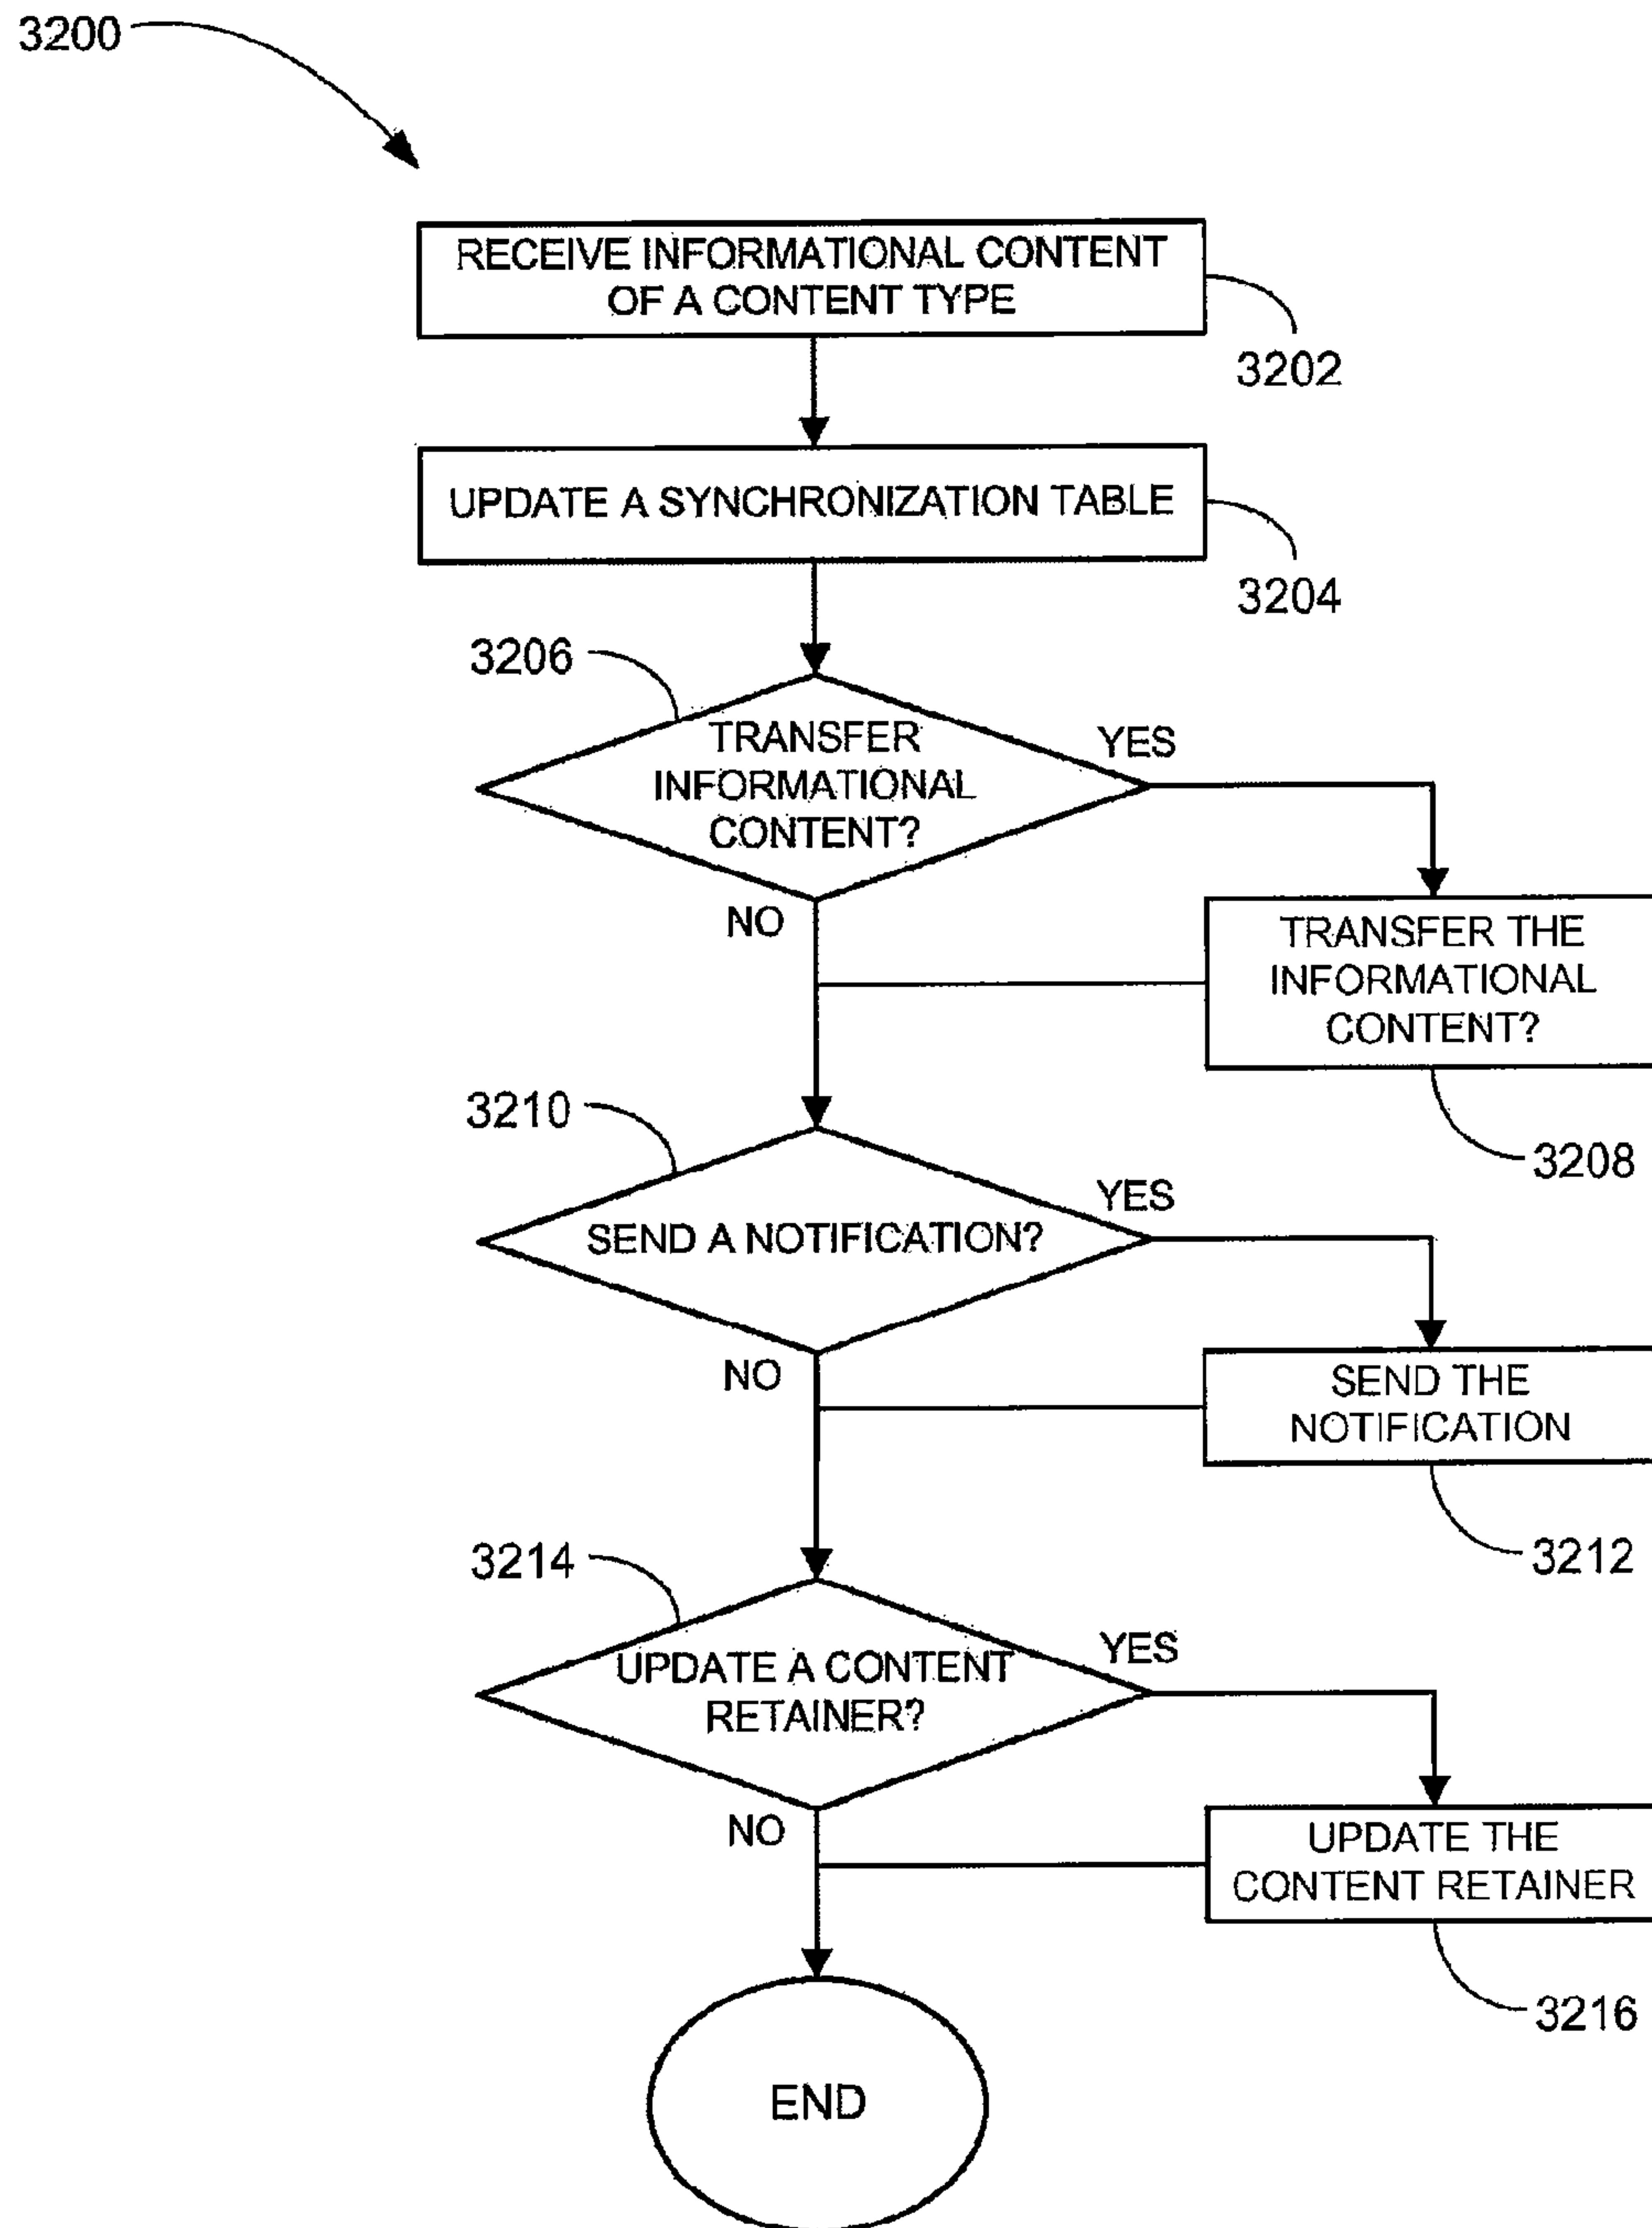 3200
RECEIVE INFORMATIONAL CONTENT
OF A CONTENT TYPE
3202
UPDATE A SYNCHRONIZATION TABLE
3204
3206
TRANSFER
INFORMATIONAL
CONTENT?
YES
NO
TRANSFER THE
INFORMATIONAL
CONTENT?
3208
3210
SEND A NOTIFICATION?
YES
NO
SEND THE
NOTIFICATION
3212
3214
UPDATE A CONTENT
RETAINER?
YES
NO
UPDATE THE
CONTENT RETAINER
3216
END